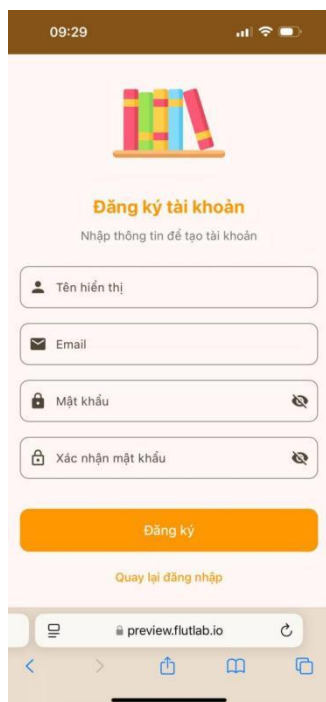 09:29
Đăng ký tài khoản
Nhập thông tin để tạo tài khoản
Tên hiển thị
Email
Mật khẩu
Xác nhận mật khẩu
Đăng ký
Quay lại đăng nhập
preview.flutlab.io